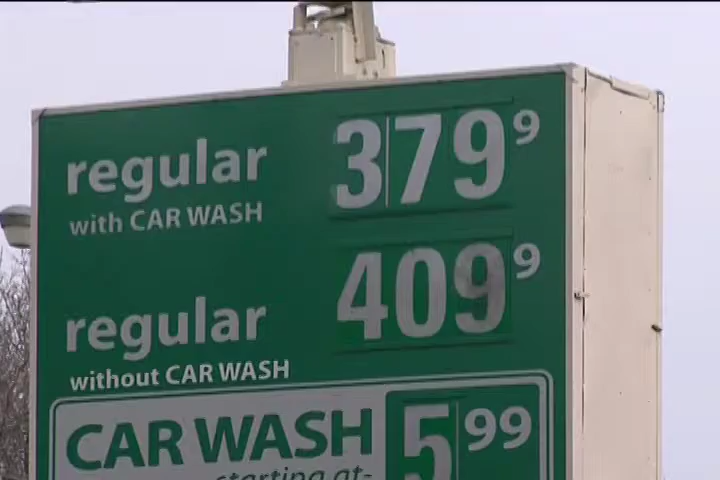 regular 379 9
with CAR WASH
regular 409 9
without CAR WASH
CAR WASH 5 99
starting at-